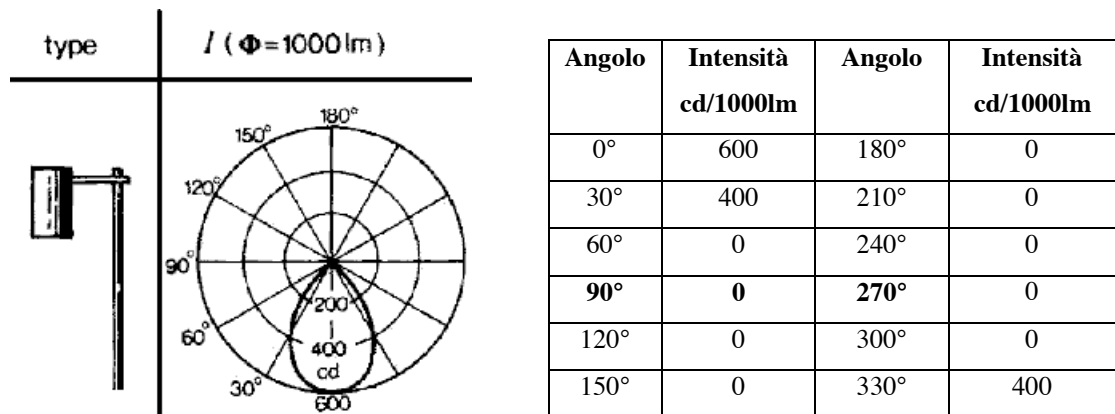 type
I ( Φ=1000 lm)
180°
150°
120°
90°
60°
30°
200
400
cd
600
Angolo Intensità cd/1000lm Angolo Intensità cd/1000lm
0° 600 180° 0
30° 400 210° 0
60° 0 240° 0
90° 0 270° 0
120° 0 300° 0
150° 0 330° 400